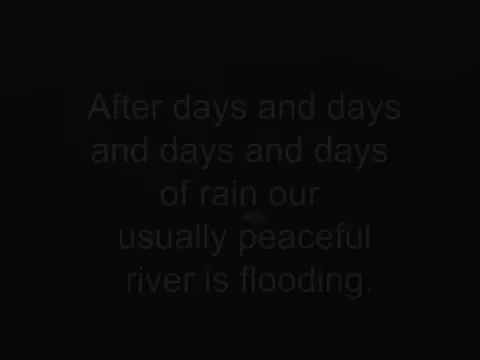 After days and days
and days and days
of rain our
usually peaceful
river is flooding.